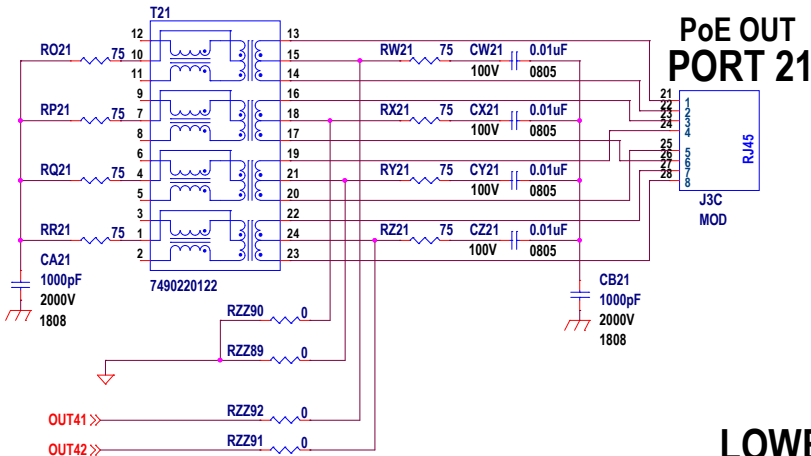 T21
PoE OUT
PORT 21
12 13
RO21 75 10 15 RW21 75 CW21 0.01uF
11 14 100V 0805
9 16
RP21 75 7 18 RX21 75 CX21 0.01uF
8 17 100V 0805
6 19
RQ21 75 4 21 RY21 75 CY21 0.01uF
5 20 100V 0805
3 22
RR21 75 1 24 RZ21 75 CZ21 0.01uF
2 23 100V 0805
7490220122
21 1
22 2
23 3
24 4
25 5
26 6
27 7
28 8
RJ45
J3C
MOD
CA21
1000pF
2000V
1808
CB21
1000pF
2000V
1808
RZZ90 0
RZZ89 0
OUT41 RZZ92 0
OUT42 RZZ91 0